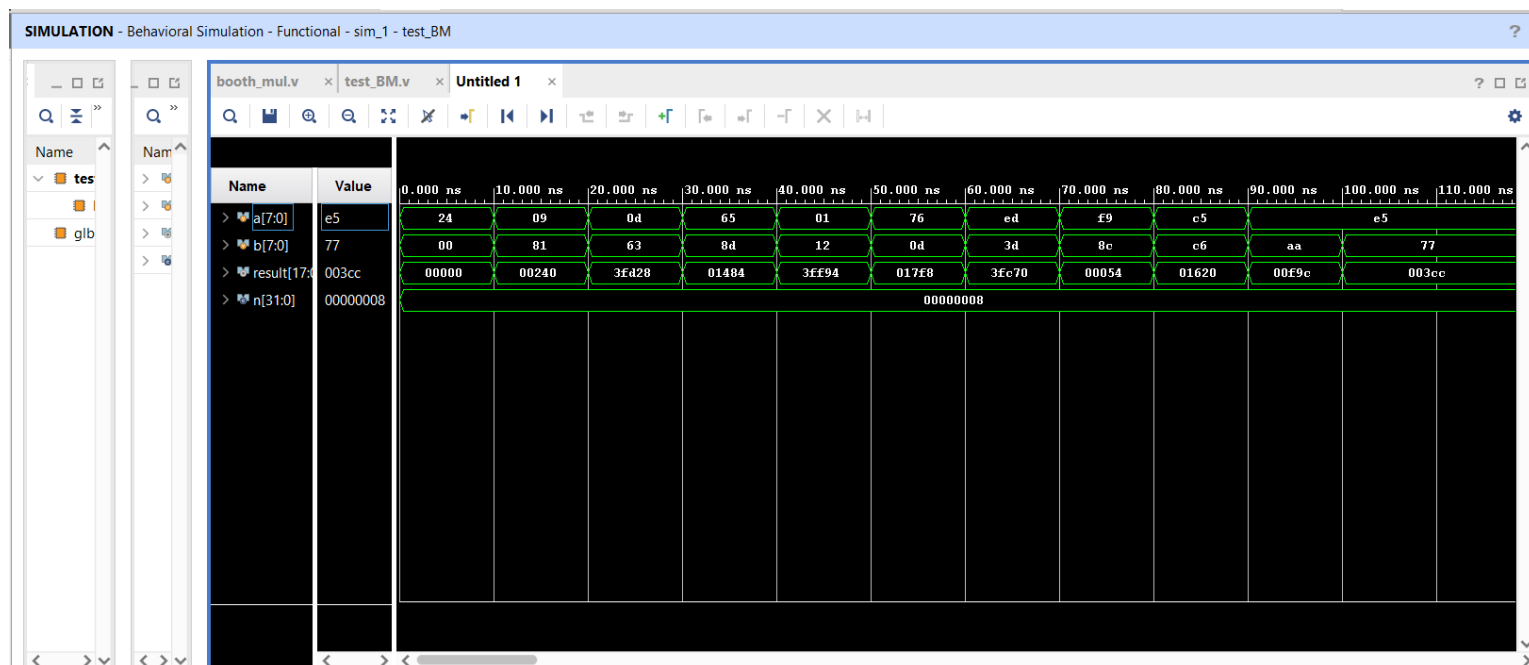 SIMULATION - Behavioral Simulation - Functional - sim_1 - test_BM ?
booth_mul.v × test_BM.v × Untitled 1 × ?
» »
Name Nam
tes
glb
Name Value
0.000 ns 10.000 ns 20.000 ns 30.000 ns 40.000 ns 50.000 ns 60.000 ns 70.000 ns 80.000 ns 90.000 ns 100.000 ns 110.000 ns
a[7:0] e5 24 09 0d 65 01 76 ed f9 c5 e5
b[7:0] 77 00 81 63 8d 12 0d 3d 8c c6 aa 77
result[17:0 003cc 00000 00240 3fd28 01484 3ff94 017f8 3fc70 00054 01620 00f9c 003cc
n[31:0] 00000008 00000008